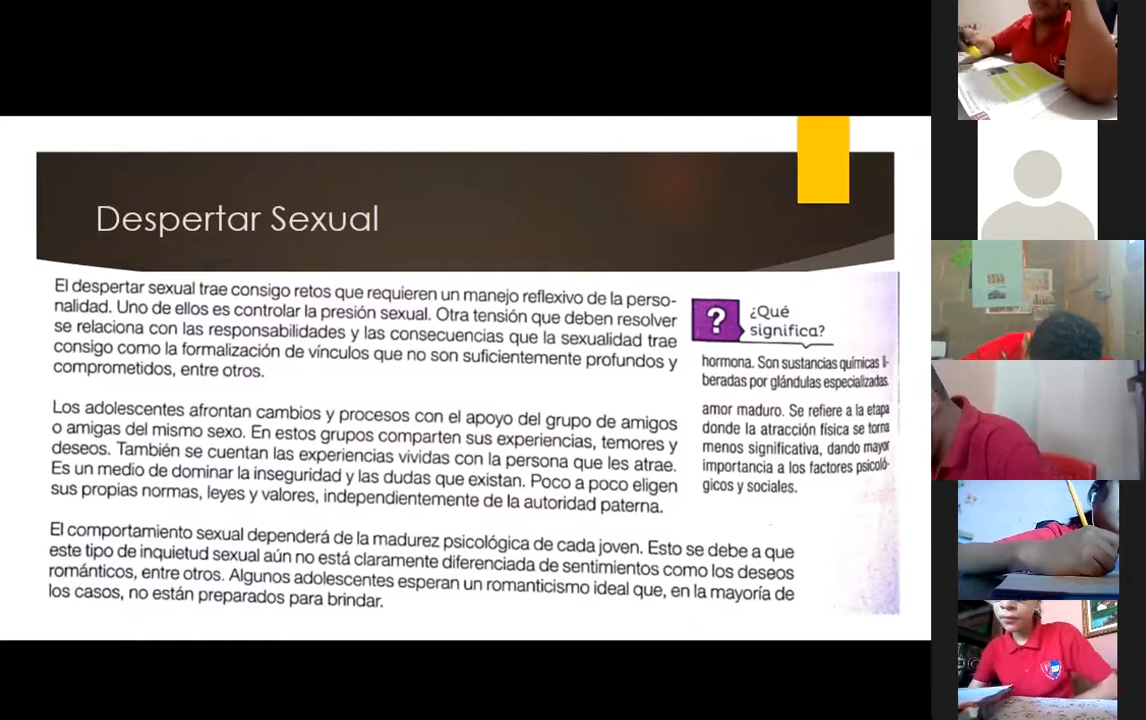 Despertar Sexual
El despertar sexual trae consigo retos que requieren un manejo reflexivo de la perso-
nalidad. Uno de ellos es controlar la presión sexual. Otra tensión que deben resolver
se relaciona con las responsabilidades y las consecuencias que la sexualidad trae
consigo como la formalización de vínculos que no son suficientemente profundos y
comprometidos, entre otros.
Los adolescentes afrontan cambios y procesos con el apoyo del grupo de amigos
o amigas del mismo sexo. En estos grupos comparten sus experiencias, temores y
deseos. También se cuentan las experiencias vividas con la persona que les atrae.
Es un medio de dominar la inseguridad y las dudas que existan. Poco a poco eligen
sus propias normas, leyes y valores, independientemente de la autoridad paterna.
El comportamiento sexual dependerá de la madurez psicológica de cada joven. Esto se debe a que
este tipo de inquietud sexual aún no está claramente diferenciada de sentimientos como los deseos
románticos, entre otros. Algunos adolescentes esperan un romanticismo ideal que, en la mayoría de
los casos, no están preparados para brindar.
?
¿Qué
significa?
hormona. Son sustancias químicas li-
beradas por glándulas especializadas.
amor maduro. Se refiere a la etapa
donde la atracción física se torna
menos significativa, dando mayor
importancia a los factores psicoló-
gicos y sociales.